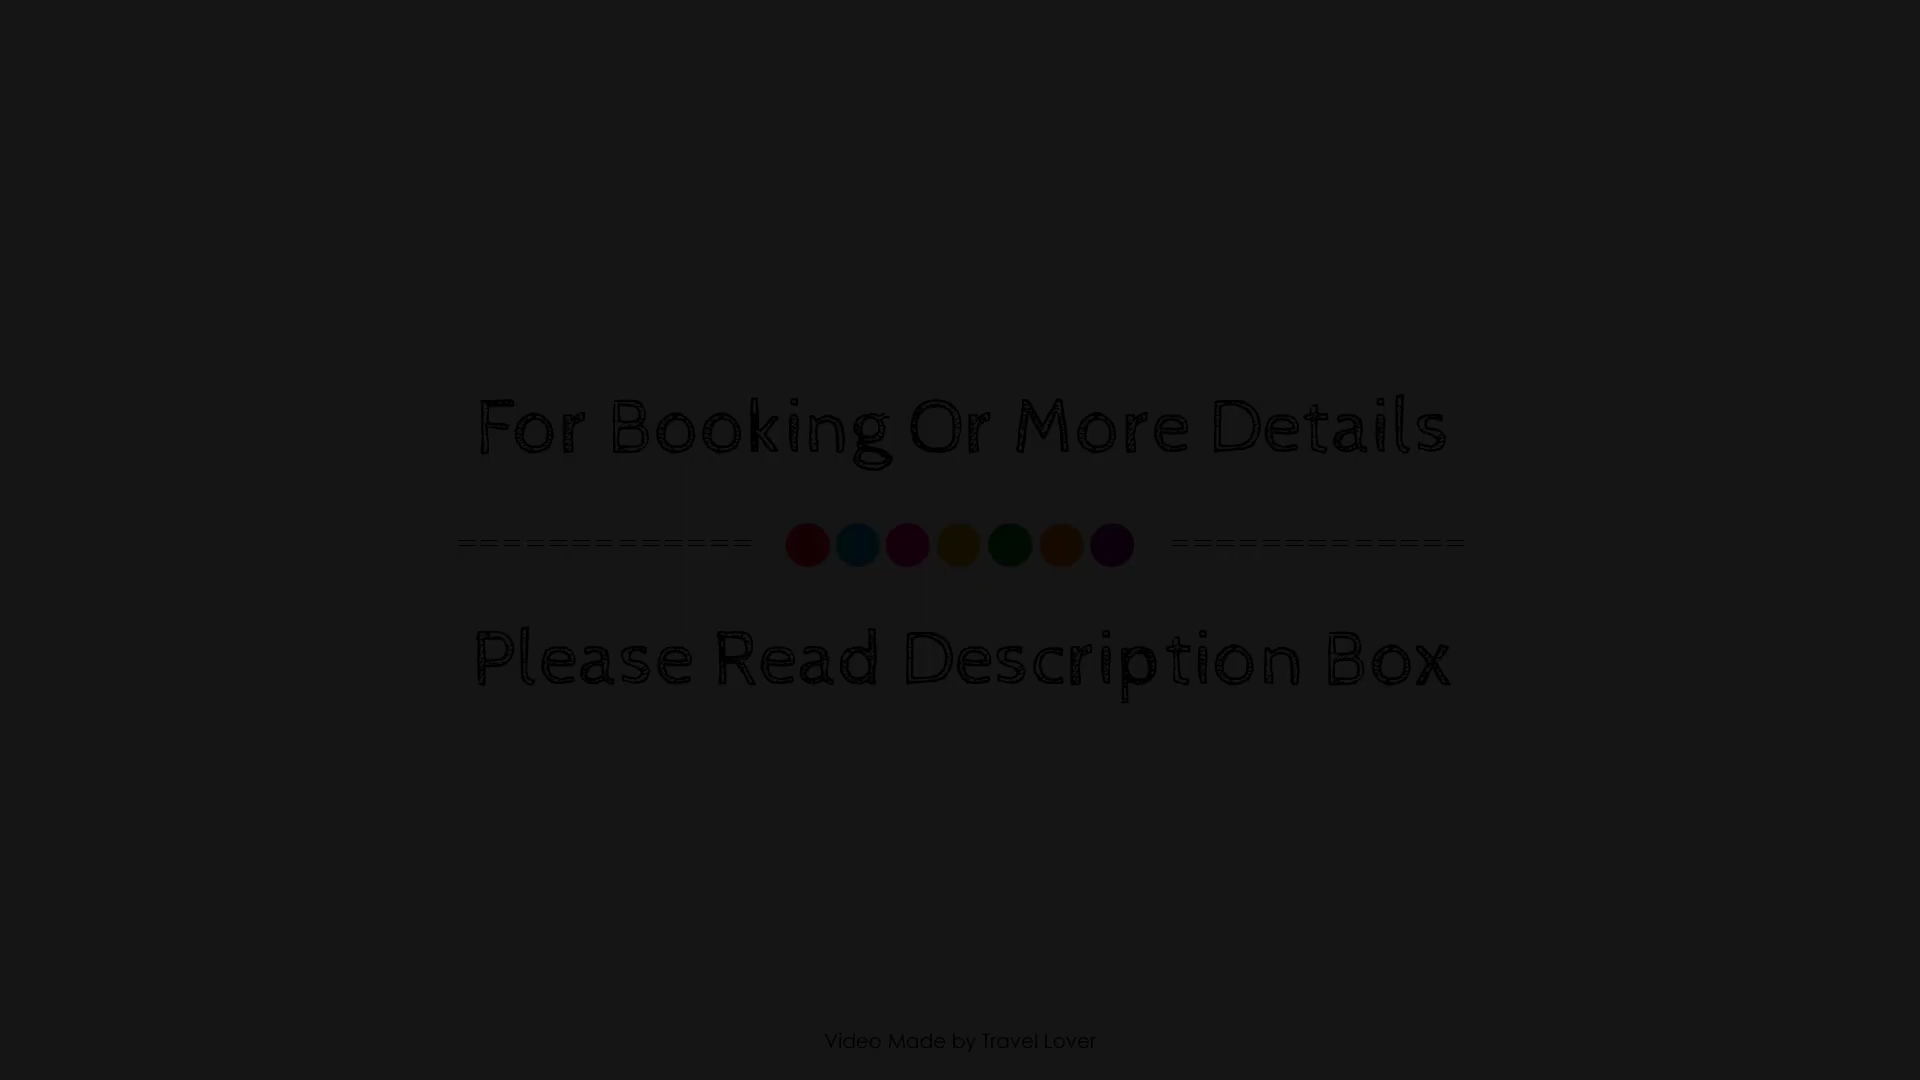 For Booking Or More Details
============= =============
Please Read Description Box
Video Made by Travel Lover